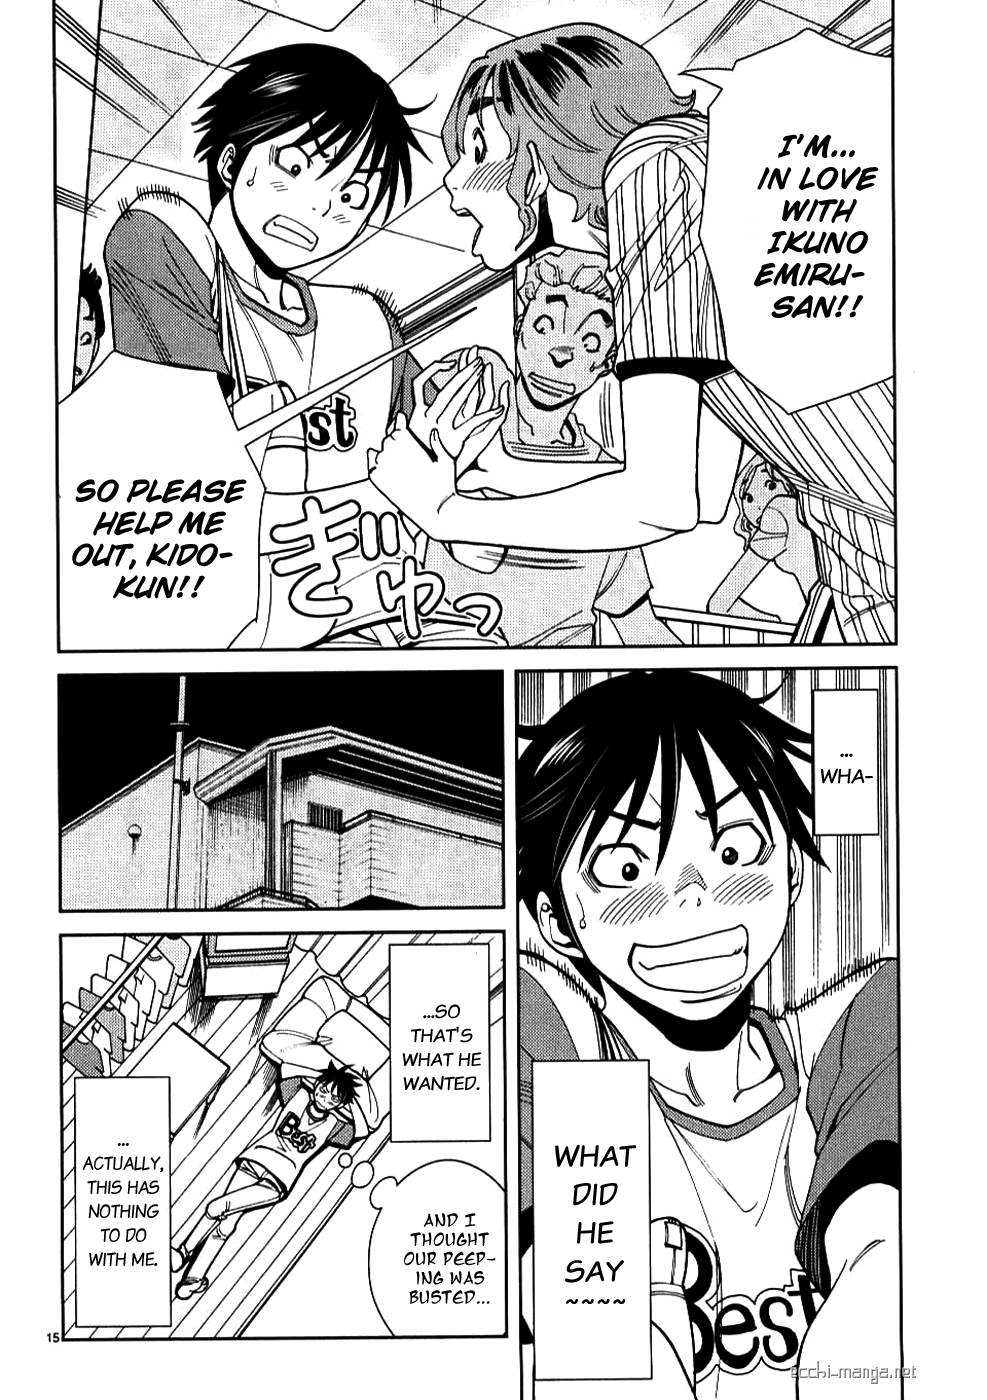 I'M...
IN LOVE
WITH
IKUNO
EMIRU-
SAN!!
SO PLEASE
HELP ME
OUT, KIDO-
KUN!!
Best
ぎゅっ
...
WHA-
WHAT
DID
HE
SAY
~~~~
Best
...SO
THAT'S
WHAT HE
WANTED.
Best
AND I
THOUGHT
OUR PEEP-
ING WAS
BUSTED...
...
ACTUALLY,
THIS HAS
NOTHING
TO DO
WITH ME.
15
ecchi-manga.net